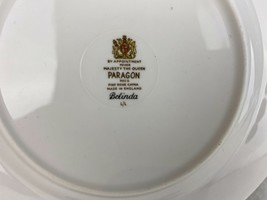 BY APPOINTMENT
MAJESTY THE QUEEN
PARAGON
FINE BONE CHINA
MADE IN ENGLAND
Belinda